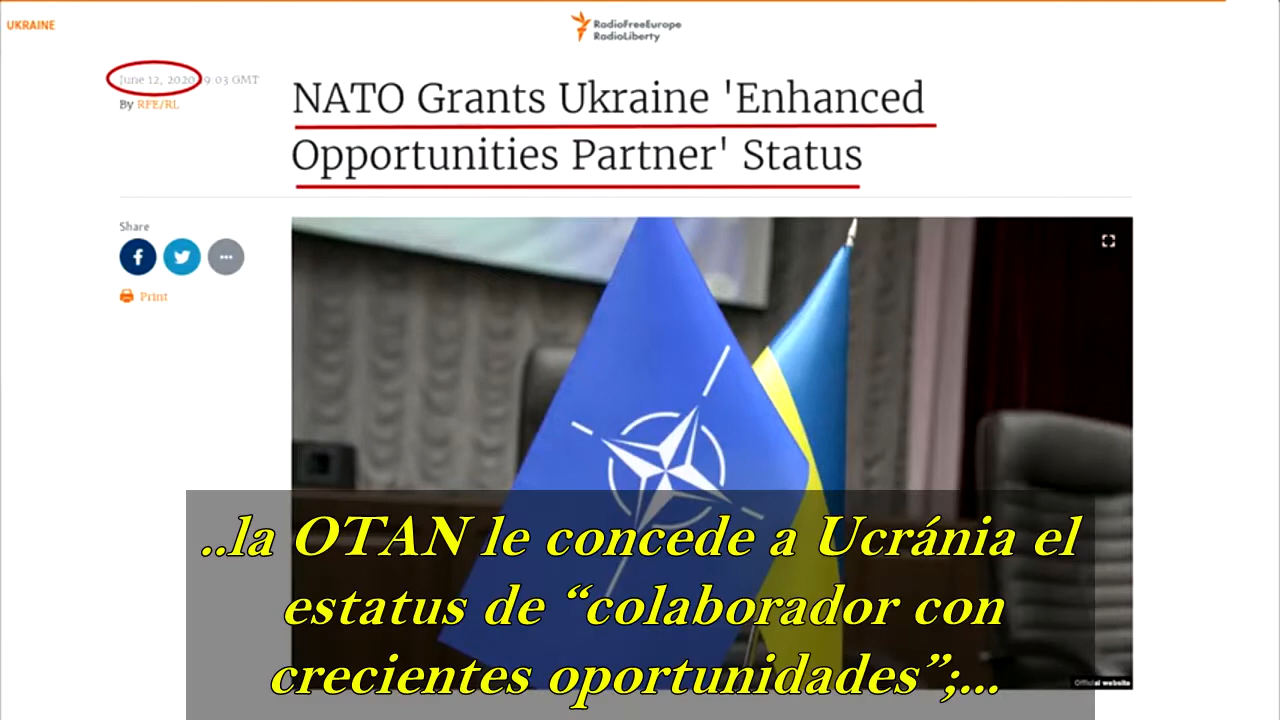 UKRAINE
RadioFreeEurope
RadioLiberty
June 12, 2020 9:03 GMT
By RFE/RL
NATO Grants Ukraine 'Enhanced
Opportunities Partner' Status
Share
Print
Official website
..la OTAN le concede a Ucránia el
estatus de “colaborador con
crecientes oportunidades”;...